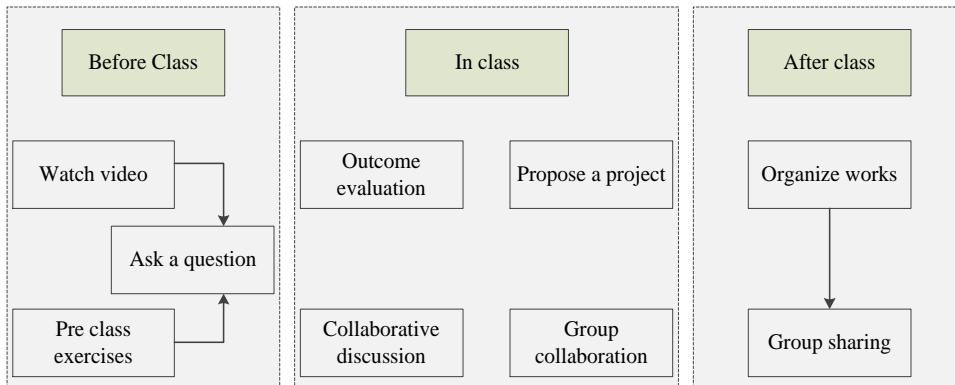 Before Class
Watch video
Ask a question
Pre class
exercises
In class
Outcome
evaluation
Propose a project
Collaborative
discussion
Group
collaboration
After class
Organize works
Group sharing